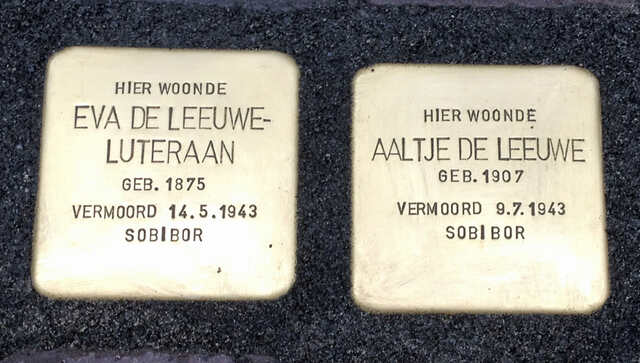 HIER WOONDE
EVA DE LEEUWE-
LUTERAAN
GEB. 1875
VERMOORD 14.5.1943
SOBIBOR
HIER WOONDE
AALTJE DE LEEUWE
GEB. 1907
VERMOORD 9.7.1943
SOBIBOR